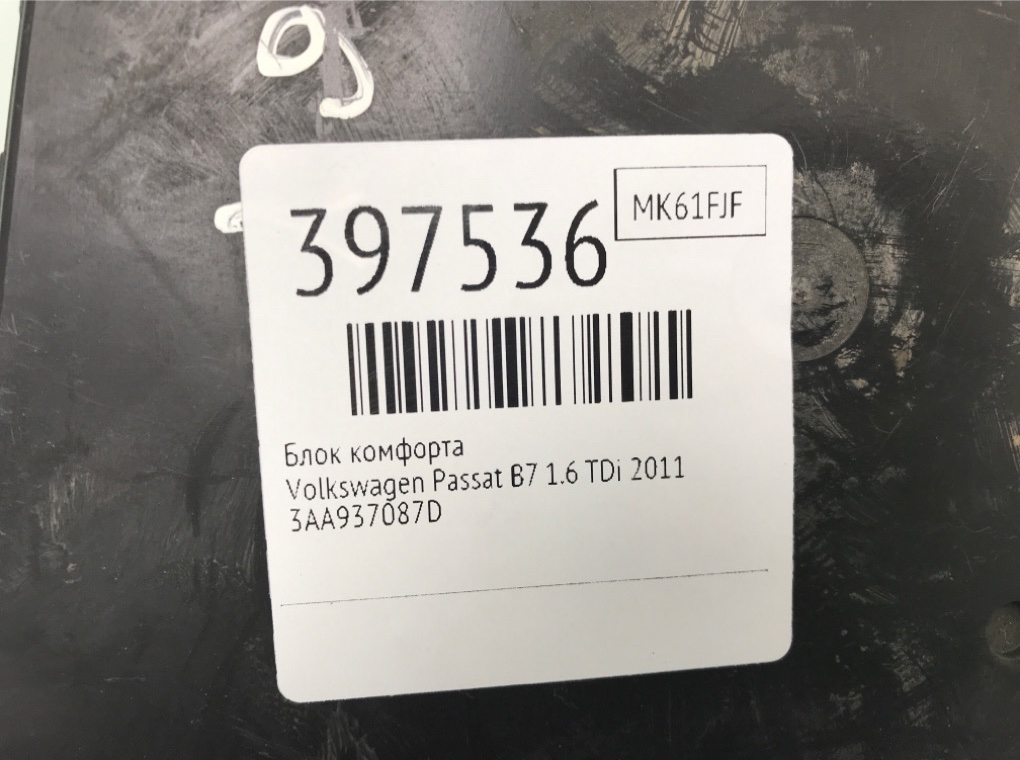 397536
MK61FJF
Блок комфорта
Volkswagen Passat B7 1.6 TDi 2011
3AA937087D